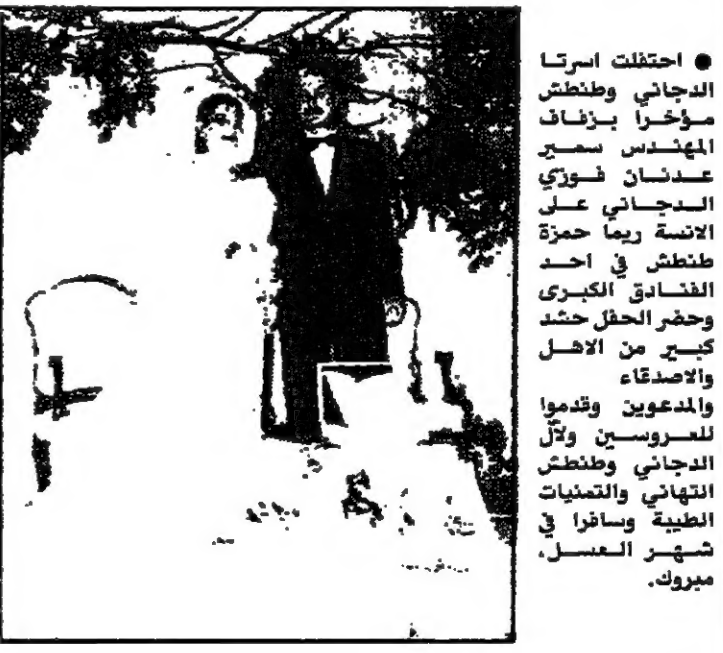 ● احتفلت اسرتا
الدجاني وطنطش
مؤخرا بزفاف
المهندس سمير
عدنان فوزي
الدجاني على
الانسة ريما حمزة
طنطش في احد
الفنادق الكبرى
وحضر الحفل حشد
كبير من الاهل
والاصدقاء
والمدعوين وقدموا
للعروسين ولآل
الدجاني وطنطش
التهاني والتمنيات
الطيبة وسافرا في
شهر العسل،
مبروك.